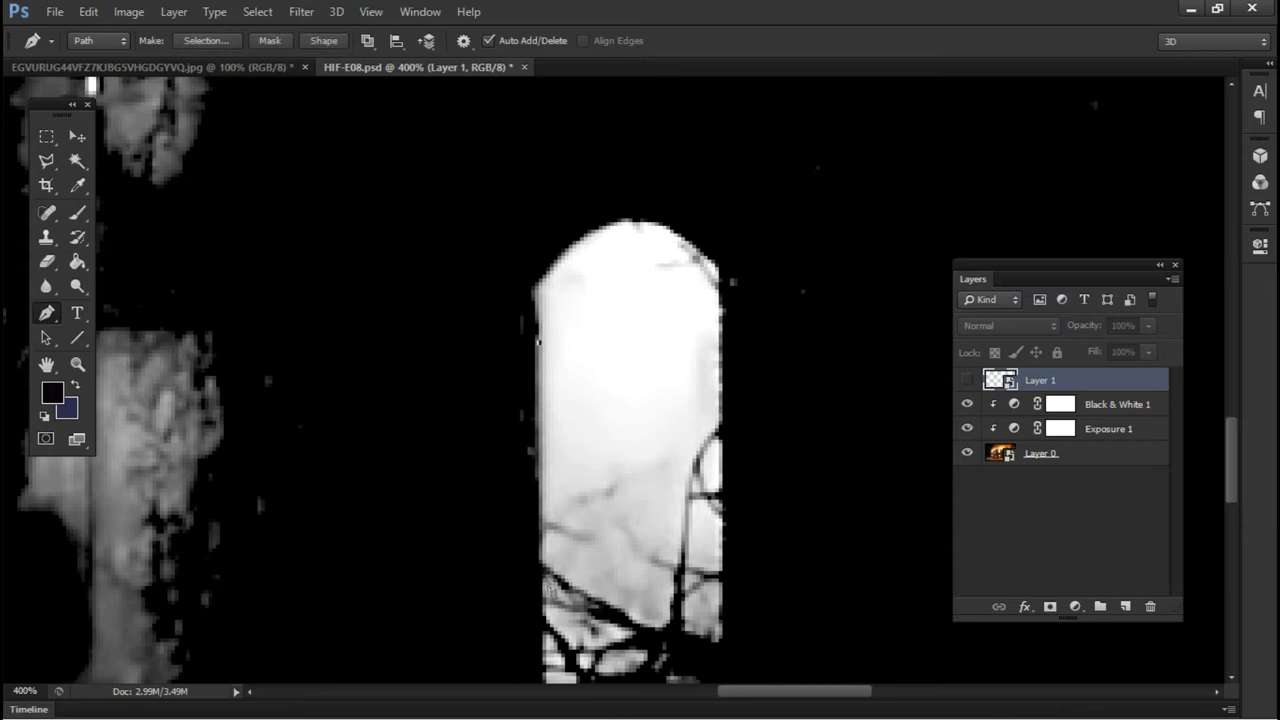 Ps File Edit Image Layer Type Select Filter 3D View Window Help
Path Make: Selection... Mask Shape Auto Add/Delete Align Edges 3D
EGVURUG44VFZ7KJBG5VHGDGYVQ.jpg @ 100% (RGB/8) * × HIF-E08.psd @ 400% (Layer 1, RGB/8) * ×
Layers
Kind
Normal Opacity: 100%
Lock: Fill: 100%
Layer 1
Black & White 1
Exposure 1
Layer 0
fx
400% Doc: 2.99M/3.49M
Timeline